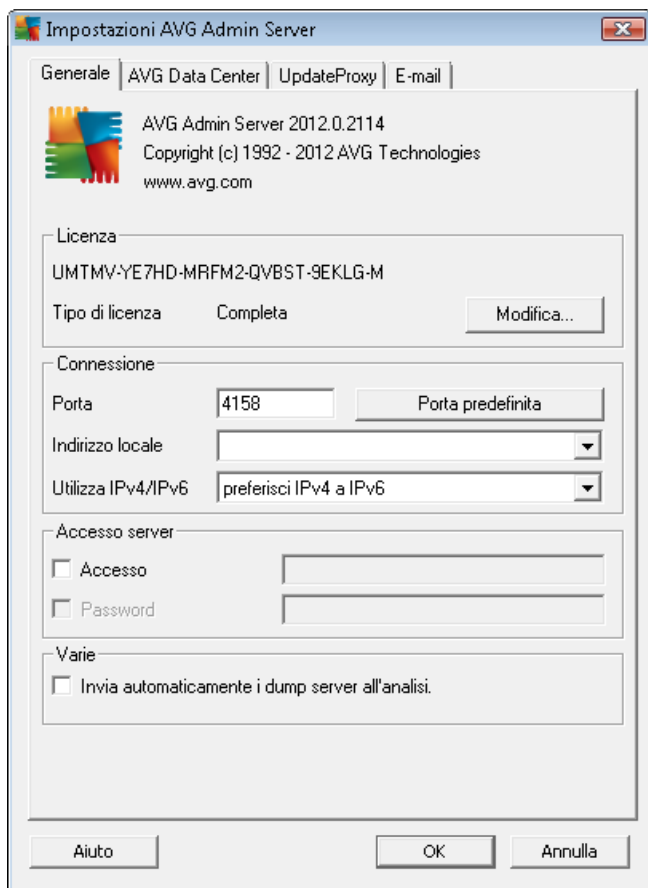 Impostazioni AVG Admin Server
Generale AVG Data Center UpdateProxy E-mail
AVG Admin Server 2012.0.2114
Copyright (c) 1992 - 2012 AVG Technologies
www.avg.com
Licenza
UMTMV-YE7HD-MRFM2-QVBST-9EKLG-M
Tipo di licenza Completa Modifica...
Connessione
Porta 4158 Porta predefinita
Indirizzo locale
Utilizza IPv4/IPv6 preferisci IPv4 a IPv6
Accesso server
Accesso
Password
Varie
Invia automaticamente i dump server all'analisi.
Aiuto OK Annulla